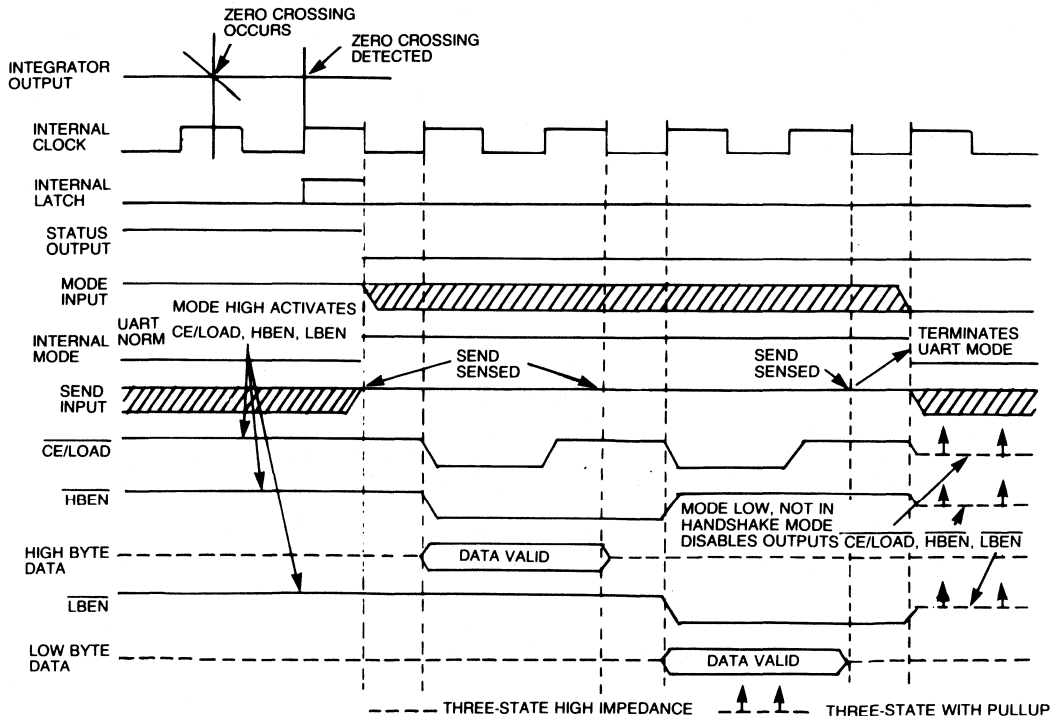 ZERO CROSSING
OCCURS
ZERO CROSSING
DETECTED
INTEGRATOR
OUTPUT
INTERNAL
CLOCK
INTERNAL
LATCH
STATUS
OUTPUT
MODE
INPUT
MODE HIGH ACTIVATES
CE/LOAD, HBEN, LBEN
UART
NORM
INTERNAL
MODE
TERMINATES
UART MODE
SEND
SENSED
SEND
SENSED
SEND
INPUT
CE/LOAD
HBEN
MODE LOW, NOT IN
HANDSHAKE MODE
DISABLES OUTPUTS CE/LOAD, HBEN, LBEN
HIGH BYTE
DATA
DATA VALID
LBEN
LOW BYTE
DATA
DATA VALID
THREE-STATE HIGH IMPEDANCE
THREE-STATE WITH PULLUP